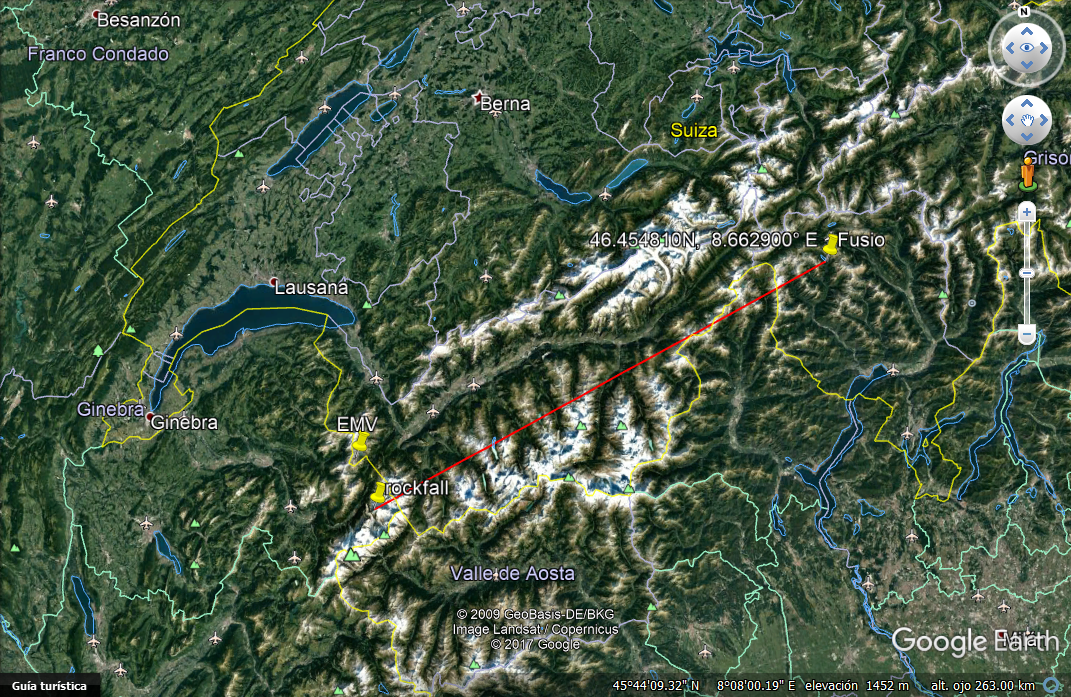 Besanzón
Franco Condado
N
Berna
Suiza
46.454810N, 8.662900° E
Fusio
Lausana
Ginebra
Ginebra
EMV
rockfall
Valle de Aosta
© 2009 GeoBasis-DE/BKG
Image Landsat / Copernicus
© 2017 Google
Google Earth
Guía turística
45°44'09.32" N 8°08'00.19" E elevación 1452 m alt. ojo 263.00 km